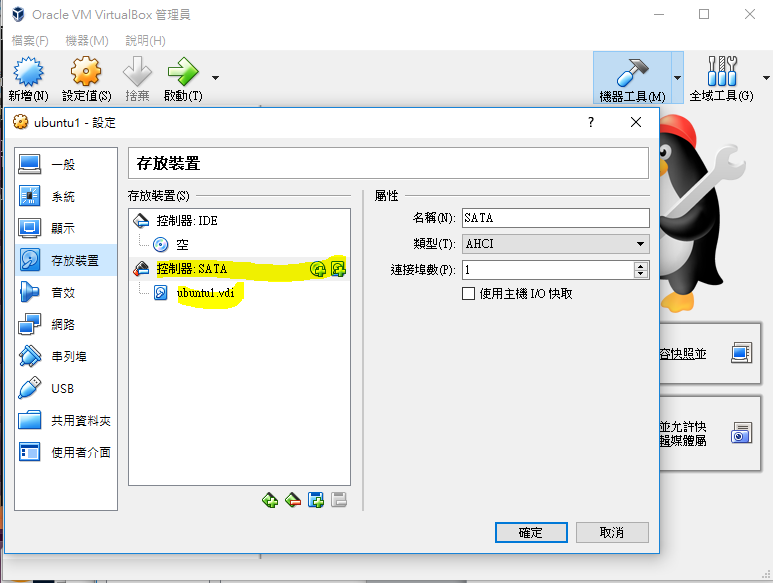 Oracle VM VirtualBox 管理員
檔案(F) 機器(M) 說明(H)
新增(N) 設定值(S) 捨棄 啟動(T) 機器工具(M) 全域工具(G)
ubuntu1 - 設定
?
一般
系統
顯示
存放裝置
音效
網路
串列埠
USB
共用資料夾
使用者介面
存放裝置
存放裝置(S)
控制器: IDE
空
控制器: SATA
ubuntu1.vdi
屬性
名稱(N): SATA
類型(T): AHCI
連接埠數(P): 1
使用主機 I/O 快取
確定 取消
容快照並
並允許快
輯媒體屬